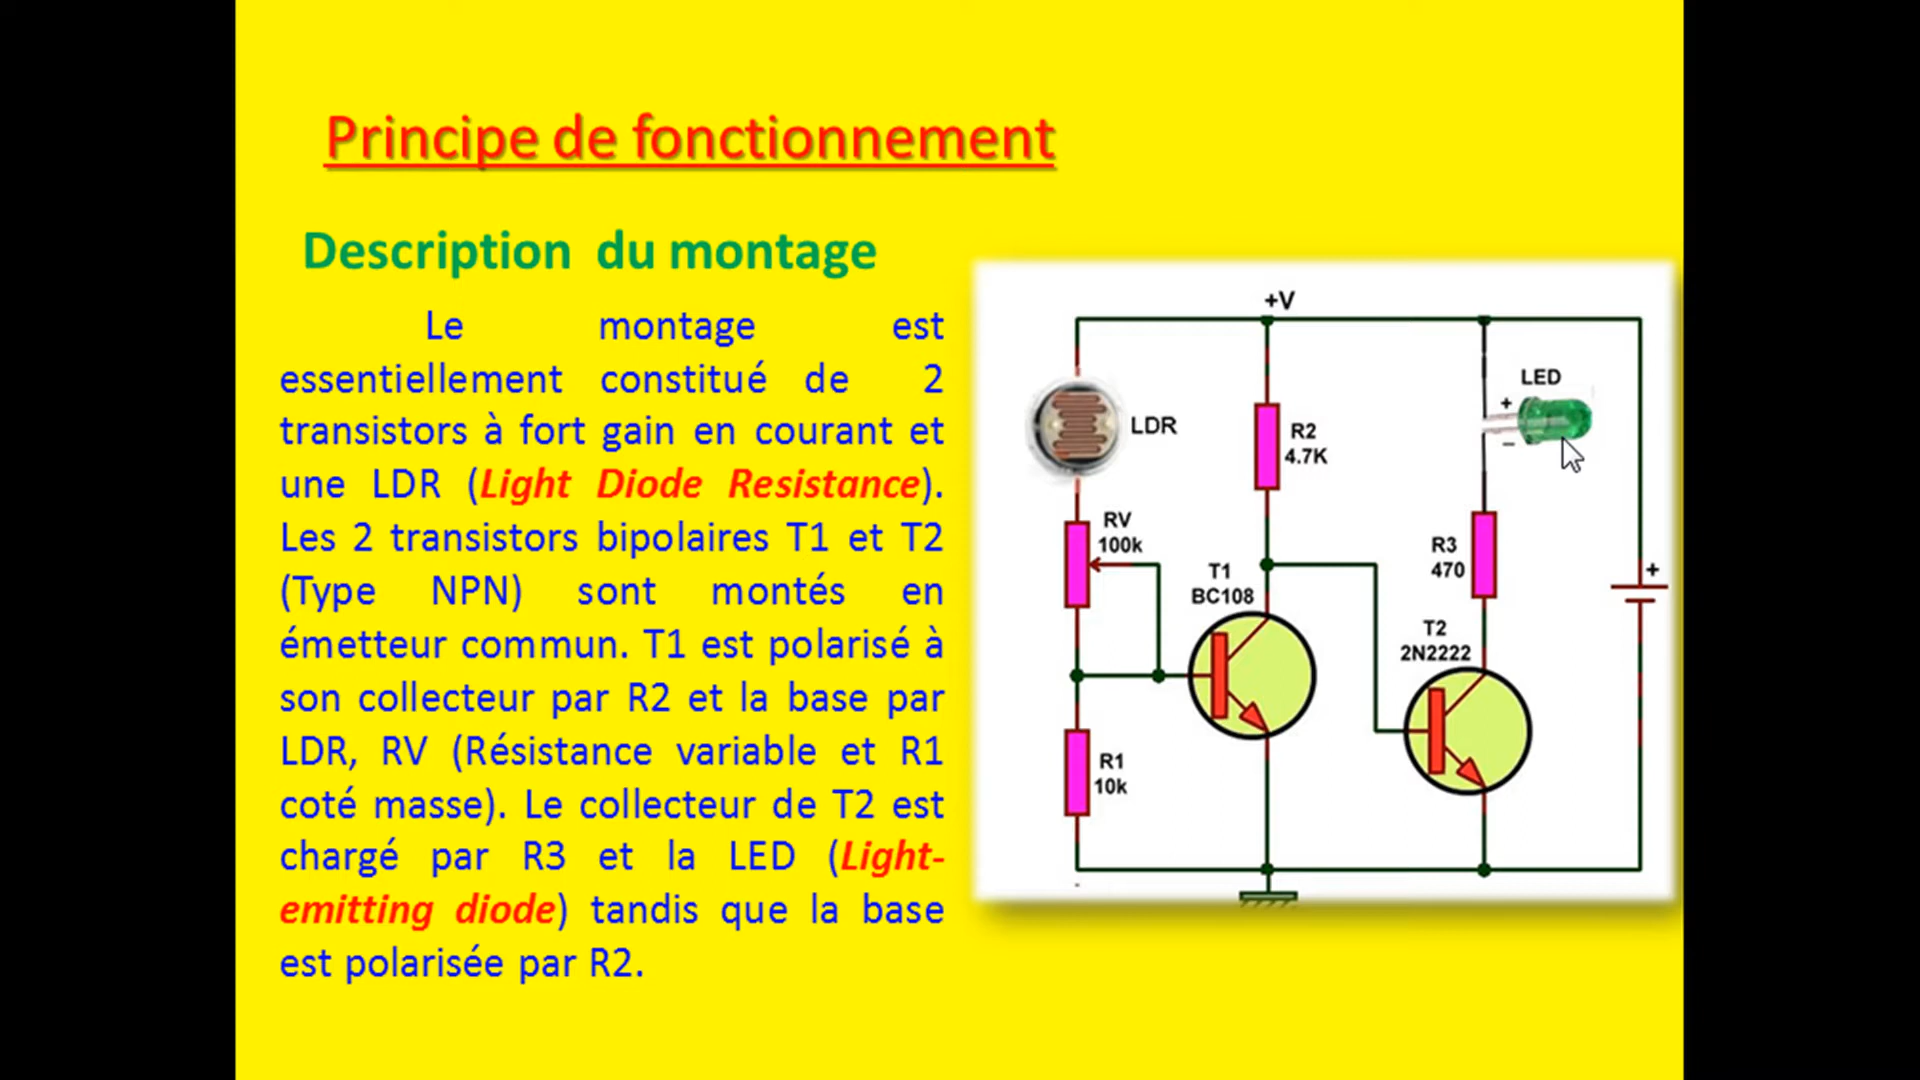 Principe de fonctionnement
Description du montage
Le montage est
essentiellement constitué de 2
transistors à fort gain en courant et
une LDR (Light Diode Resistance).
Les 2 transistors bipolaires T1 et T2
(Type NPN) sont montés en
émetteur commun. T1 est polarisé à
son collecteur par R2 et la base par
LDR, RV (Résistance variable et R1
coté masse). Le collecteur de T2 est
chargé par R3 et la LED (Light-
emitting diode) tandis que la base
est polarisée par R2.
+V
LED
+
−
LDR
R2
4.7K
RV
100k
R3
470
+
T1
BC108
T2
2N2222
R1
10k